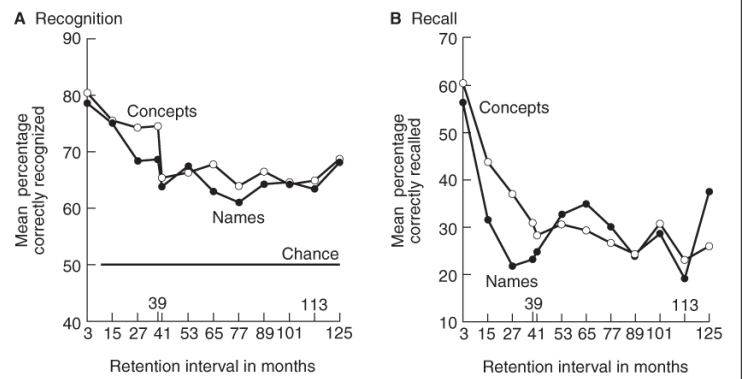 A Recognition
90
80
70
60
50
40
Mean percentage
correctly recognized
Concepts
Names
Chance
39
113
3 15 27 41 53 65 77 89 101 125
Retention interval in months
B Recall
70
60
50
40
30
20
10
Mean percentage
correctly recalled
Concepts
Names
39
113
3 15 27 41 53 65 77 89 101 125
Retention interval in months